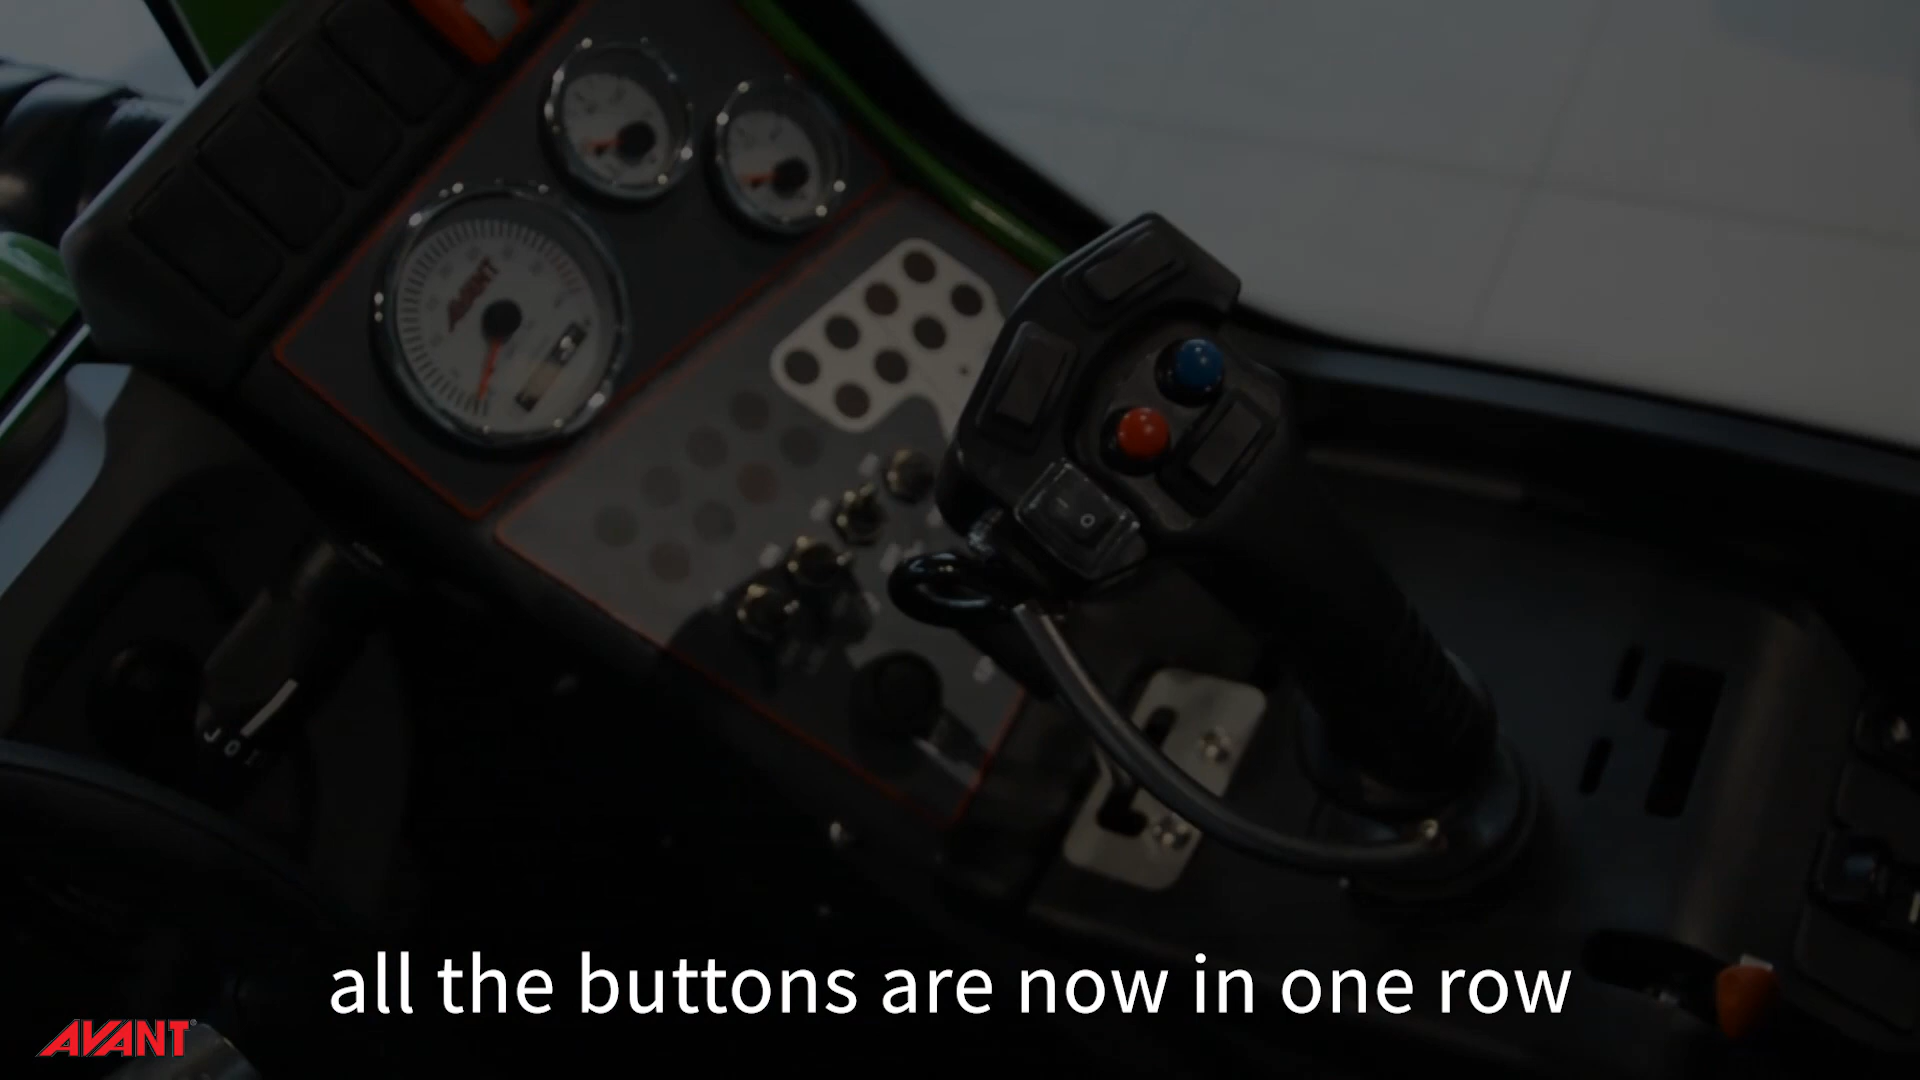 AVANT
J O I
- O
all the buttons are now in one row
AVANT